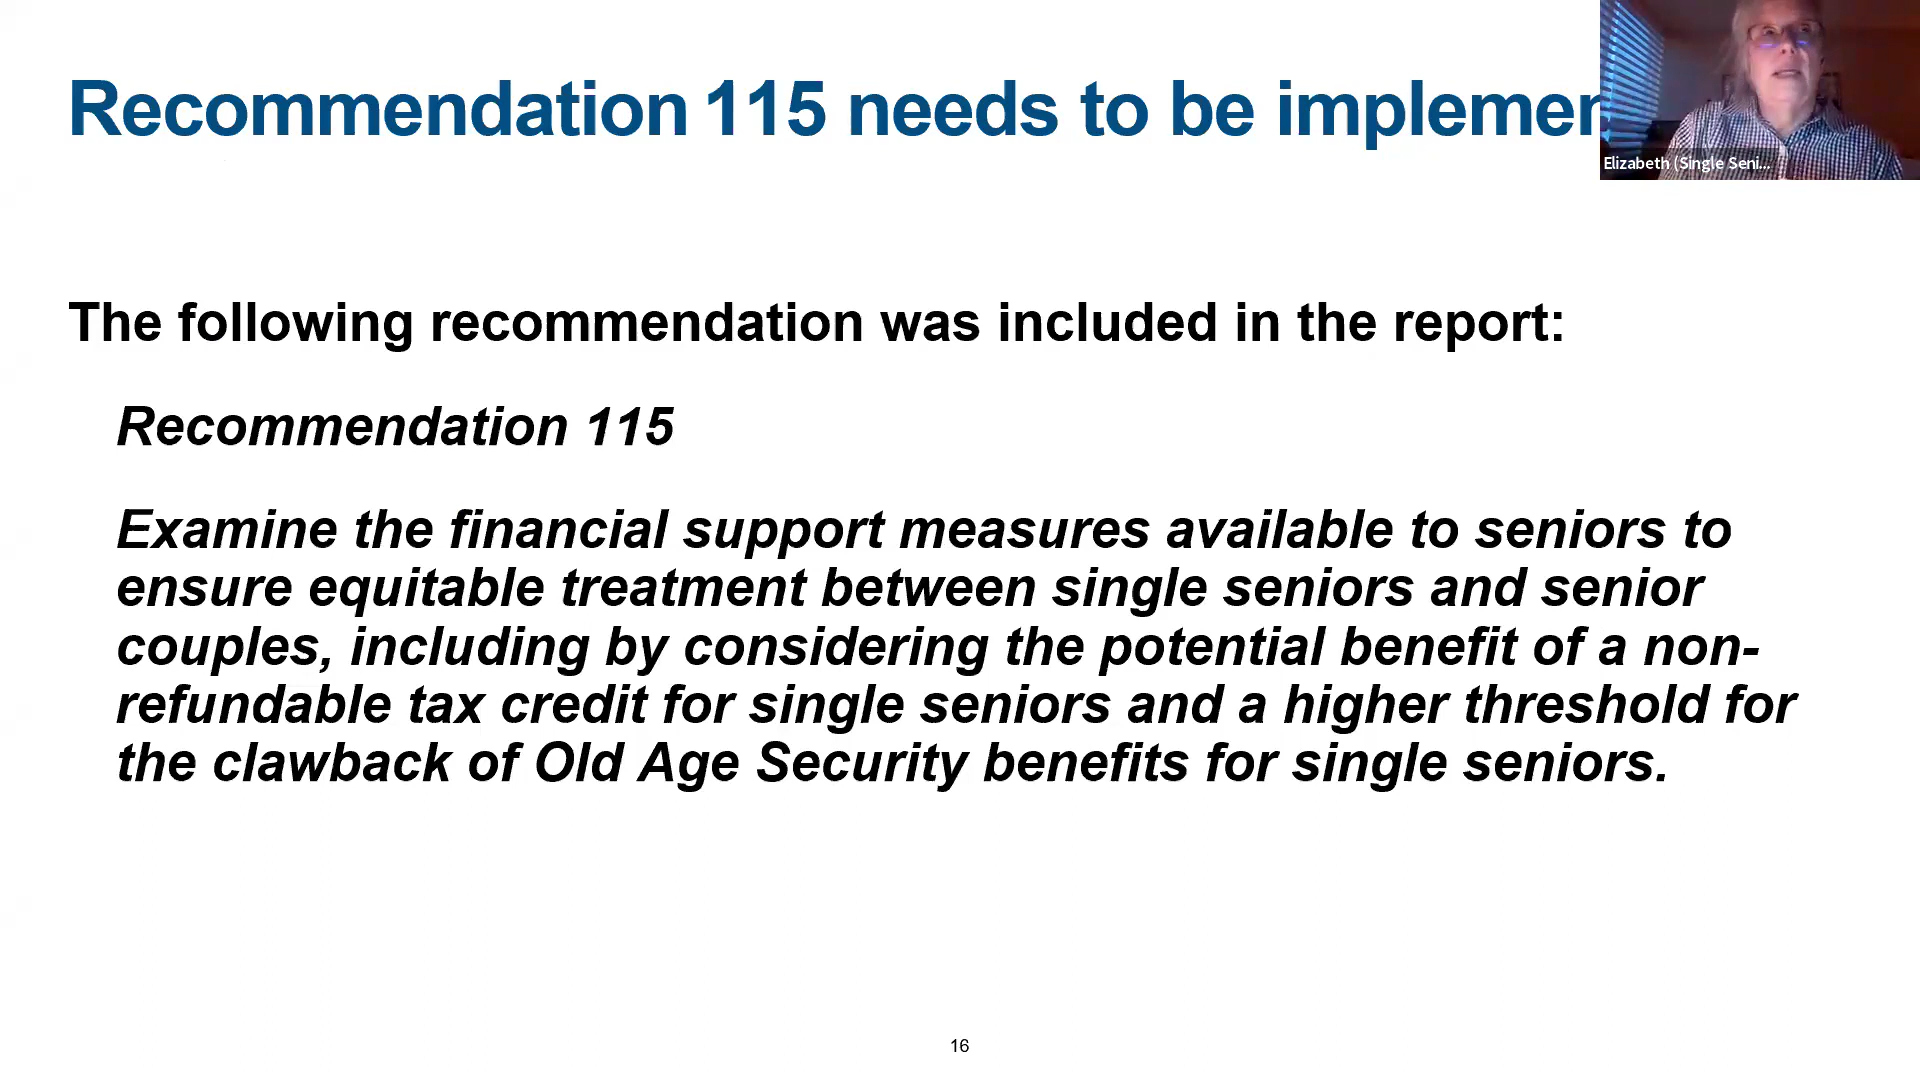 Recommendation 115 needs to be implemen
Elizabeth (Single Seni...
The following recommendation was included in the report:
Recommendation 115
Examine the financial support measures available to seniors to
ensure equitable treatment between single seniors and senior
couples, including by considering the potential benefit of a non-
refundable tax credit for single seniors and a higher threshold for
the clawback of Old Age Security benefits for single seniors.
16